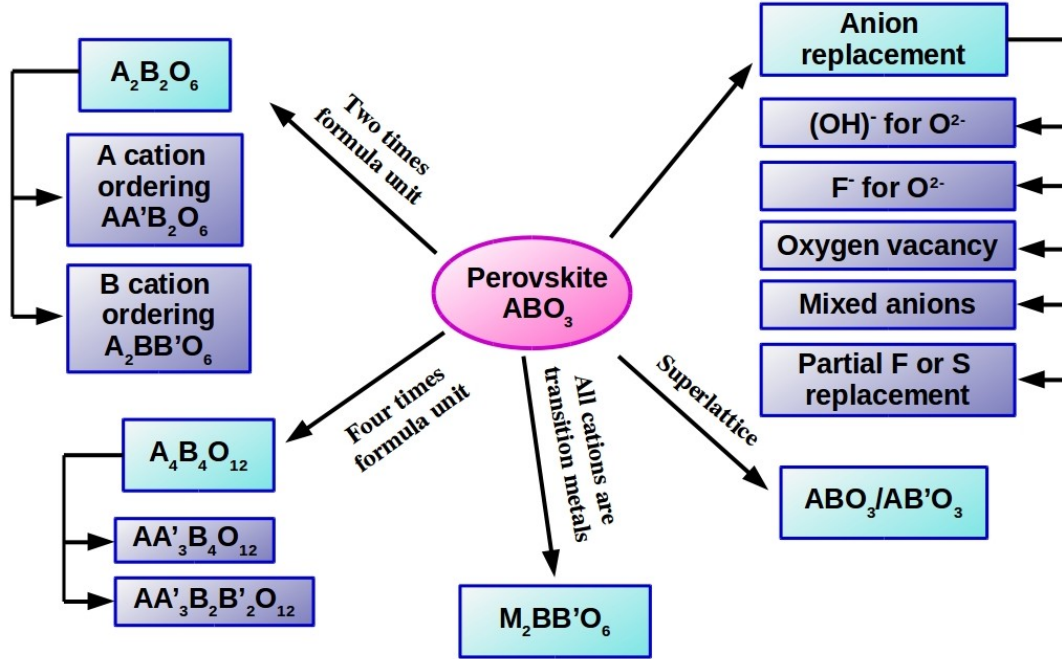 A₂B₂O₆
A cation
ordering
AA’B₂O₆
B cation
ordering
A₂BB’O₆
Two times
formula unit
Anion
replacement
(OH)⁻ for O²⁻
F⁻ for O²⁻
Oxygen vacancy
Mixed anions
Partial F or S
replacement
Perovskite
ABO₃
Four times
formula unit
A₄B₄O₁₂
AA’₃B₄O₁₂
AA’₃B₂B’₂O₁₂
All cations are
transition metals
M₂BB’O₆
Superlattice
ABO₃/AB’O₃